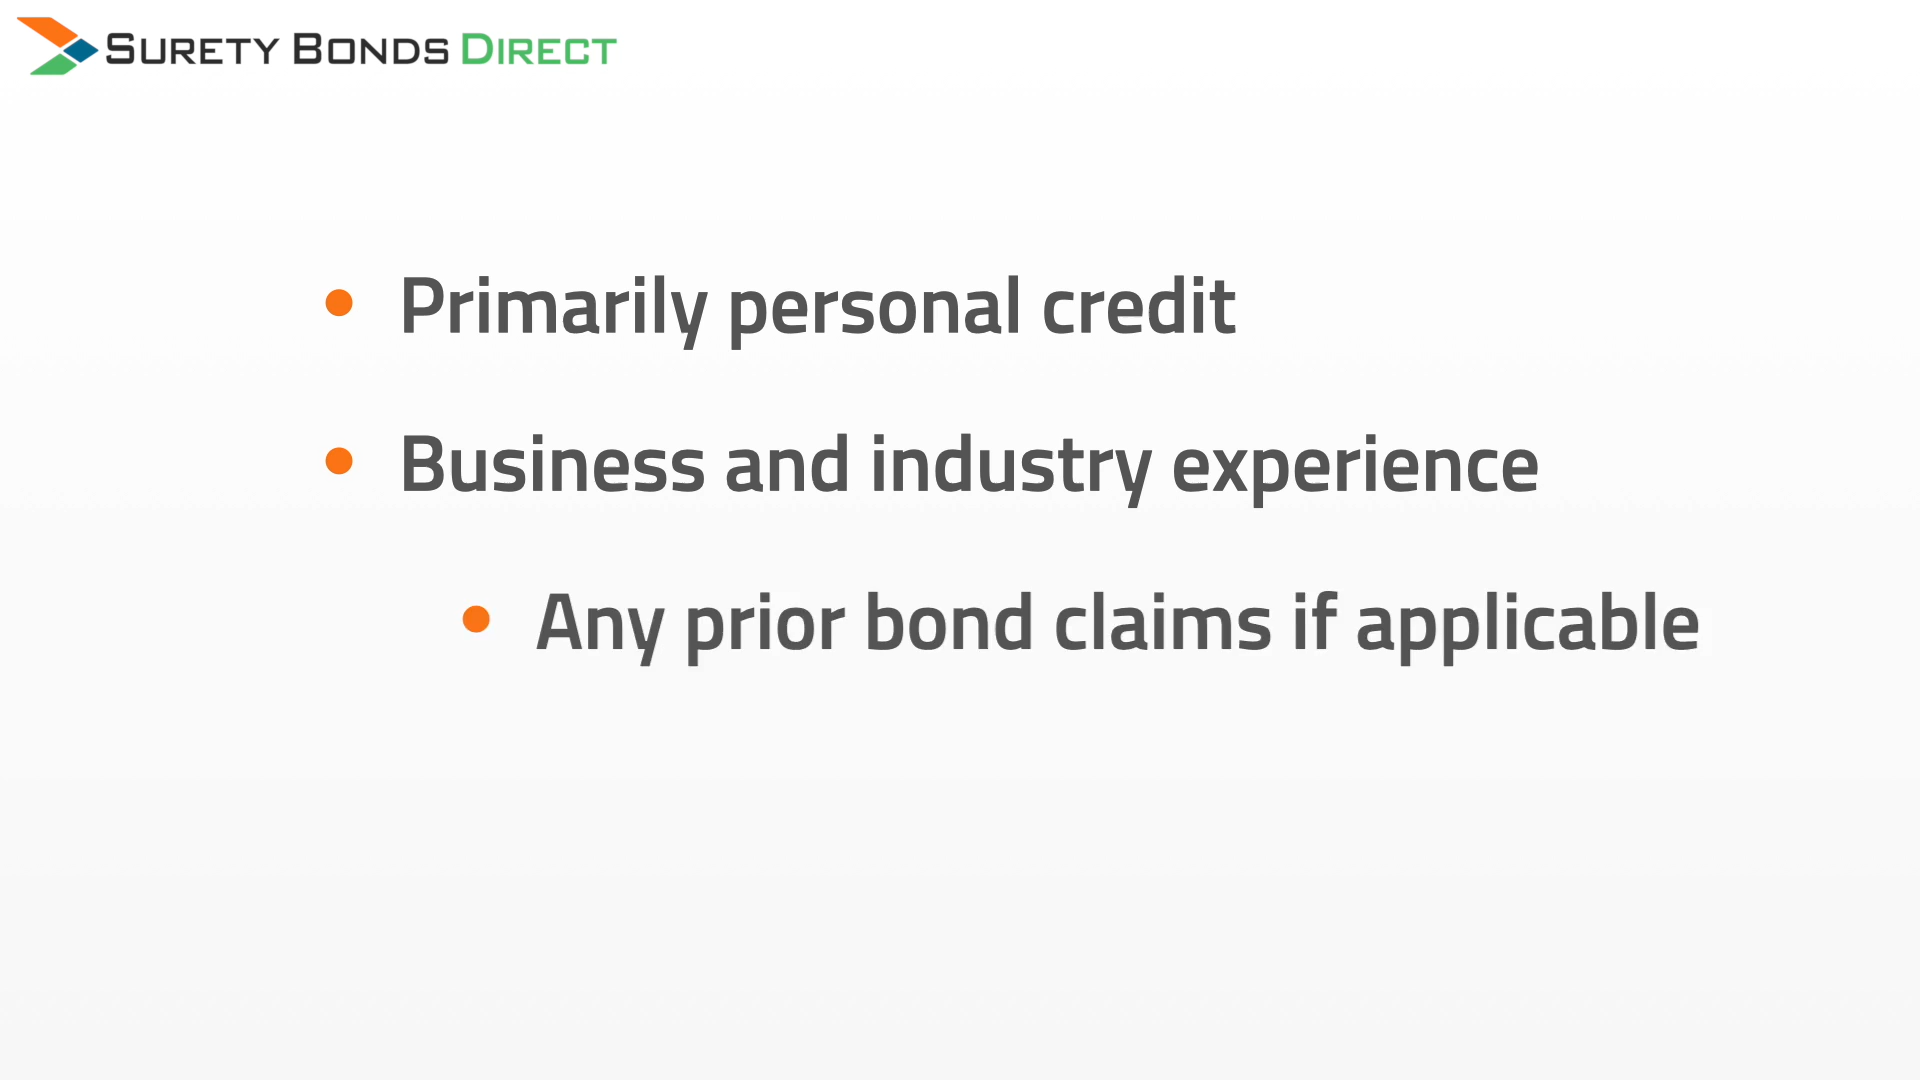 SURETY BONDS DIRECT
• Primarily personal credit
• Business and industry experience
• Any prior bond claims if applicable